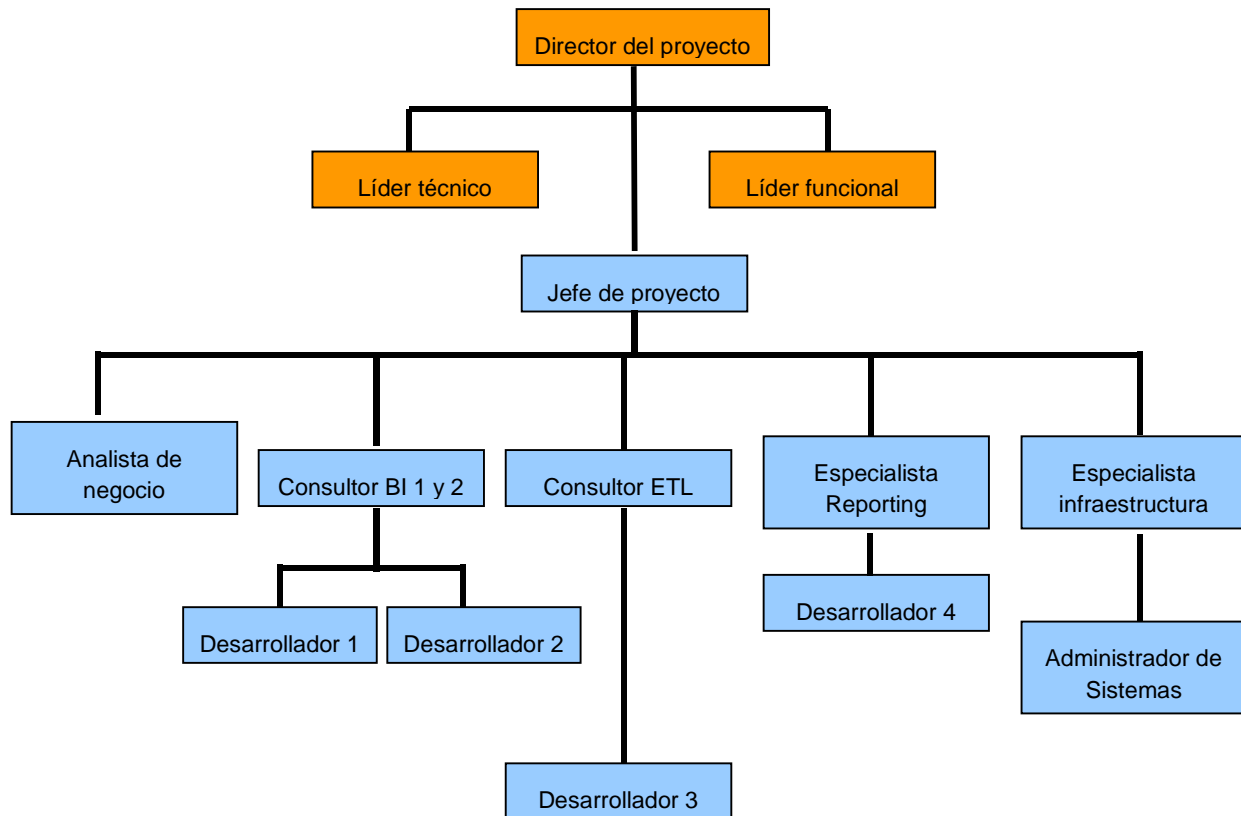 Director del proyecto
Líder técnico
Líder funcional
Jefe de proyecto
Analista de
negocio
Consultor BI 1 y 2
Consultor ETL
Especialista
Reporting
Especialista
infraestructura
Desarrollador 1
Desarrollador 2
Desarrollador 4
Administrador de
Sistemas
Desarrollador 3